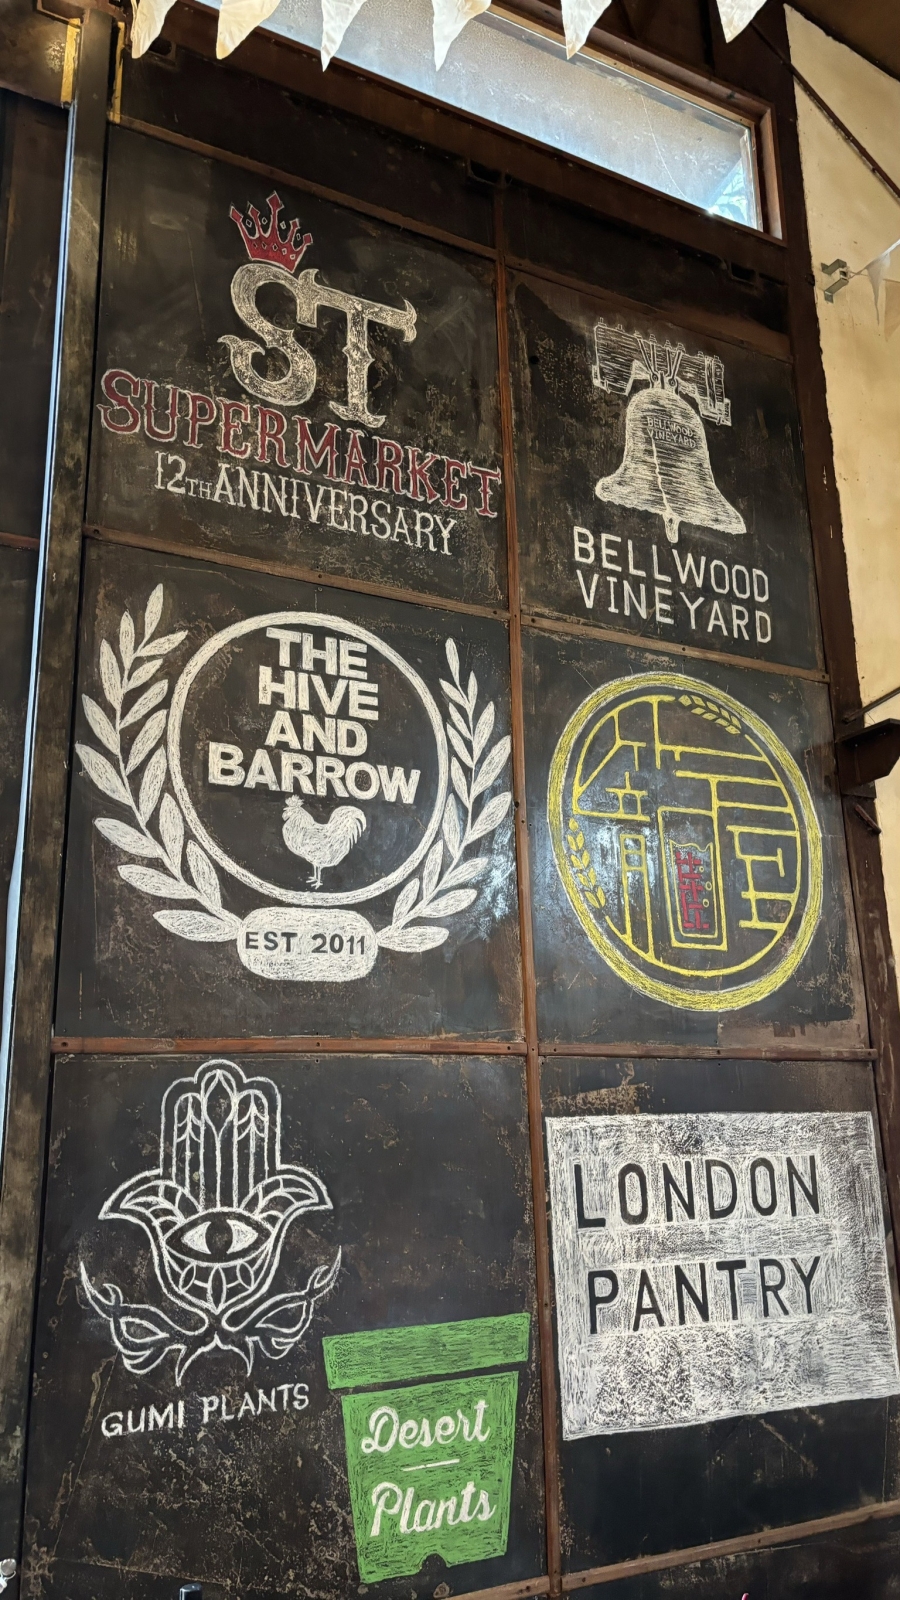 ST
SUPERMARKET
12TH ANNIVERSARY
BELLWOOD
VINEYARD
BELLWOOD
VINEYARD
THE
HIVE
AND
BARROW
EST. 2011
GUMI PLANTS
Desert
Plants
LONDON
PANTRY